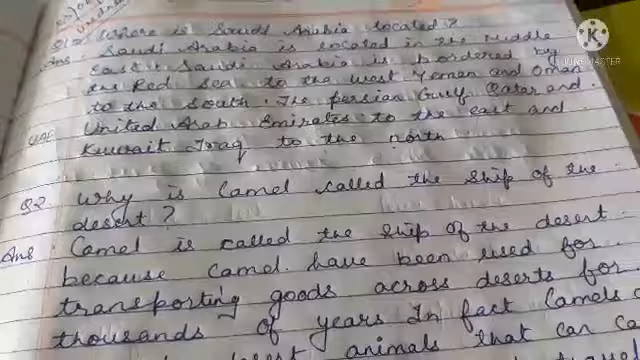 Q1 Where is Saudi Arabia located?
Ans. Saudi Arabia is located in the Middle
East. Saudi Arabia is bordered by
the Red Sea to the west Yemen and Oman
to the south. The Persian Gulf Qatar and
UAE United Arab Emirates to the east and
Kuwait Iraq to the north
Q2 Why is Camel called the ship of the
desert?
Ans. Camel is called the ship of the desert
because camel have been used for
transporting goods across deserts for
thousands of years In fact Camels
animals that can
KINEMASTER